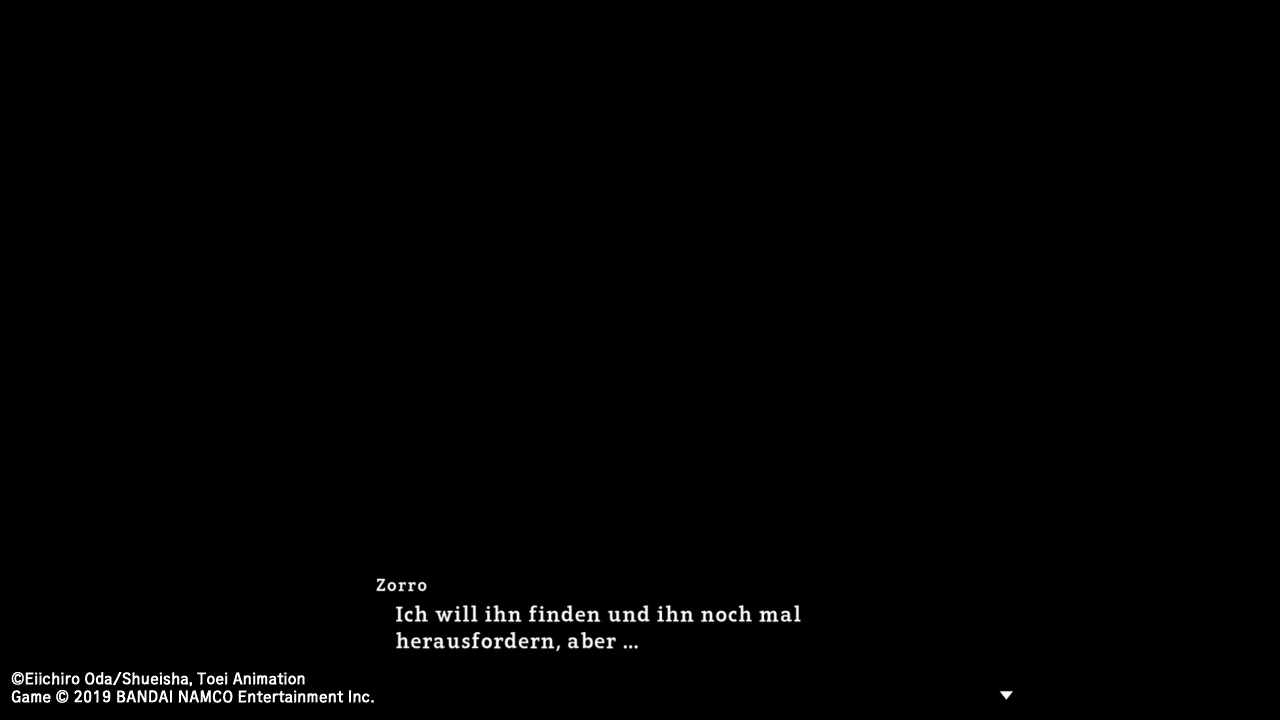 Zorro
Ich will ihn finden und ihn noch mal
herausfordern, aber ...
©Eiichiro Oda/Shueisha, Toei Animation
Game © 2019 BANDAI NAMCO Entertainment Inc.